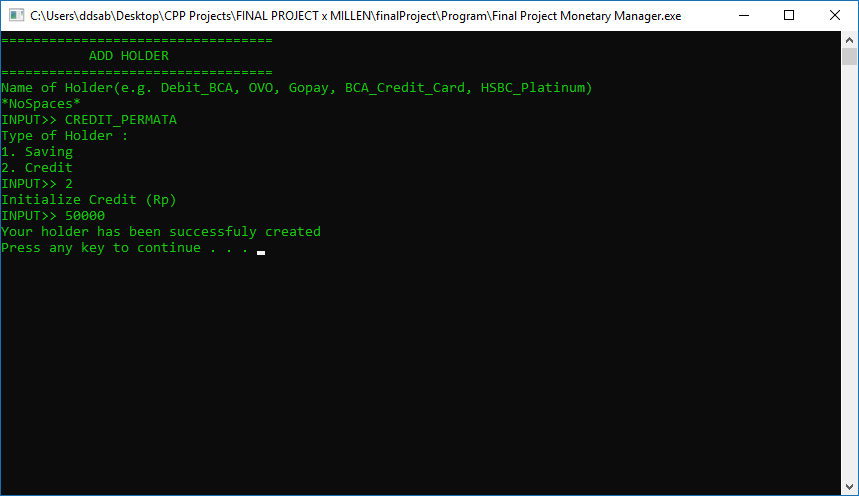 C:\Users\ddsab\Desktop\CPP Projects\FINAL PROJECT x MILLEN\finalProject\Program\Final Project Monetary Manager.exe
==================================
ADD HOLDER
==================================
Name of Holder(e.g. Debit_BCA, OVO, Gopay, BCA_Credit_Card, HSBC_Platinum)
*NoSpaces*
INPUT>> CREDIT_PERMATA
Type of Holder :
1. Saving
2. Credit
INPUT>> 2
Initialize Credit (Rp)
INPUT>> 50000
Your holder has been successfuly created
Press any key to continue . . .